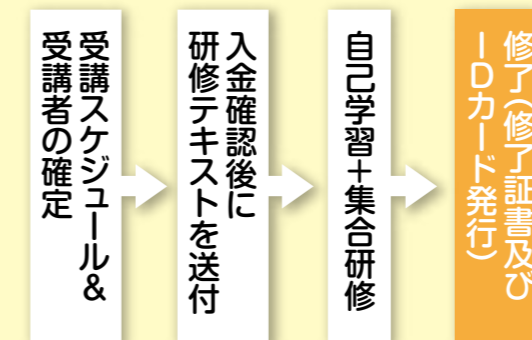 受講スケジュール&
受講者の確定
入金確認後に
研修テキストを送付
自己学習+集合研修
修了(修了証書及び
IDカード発行)